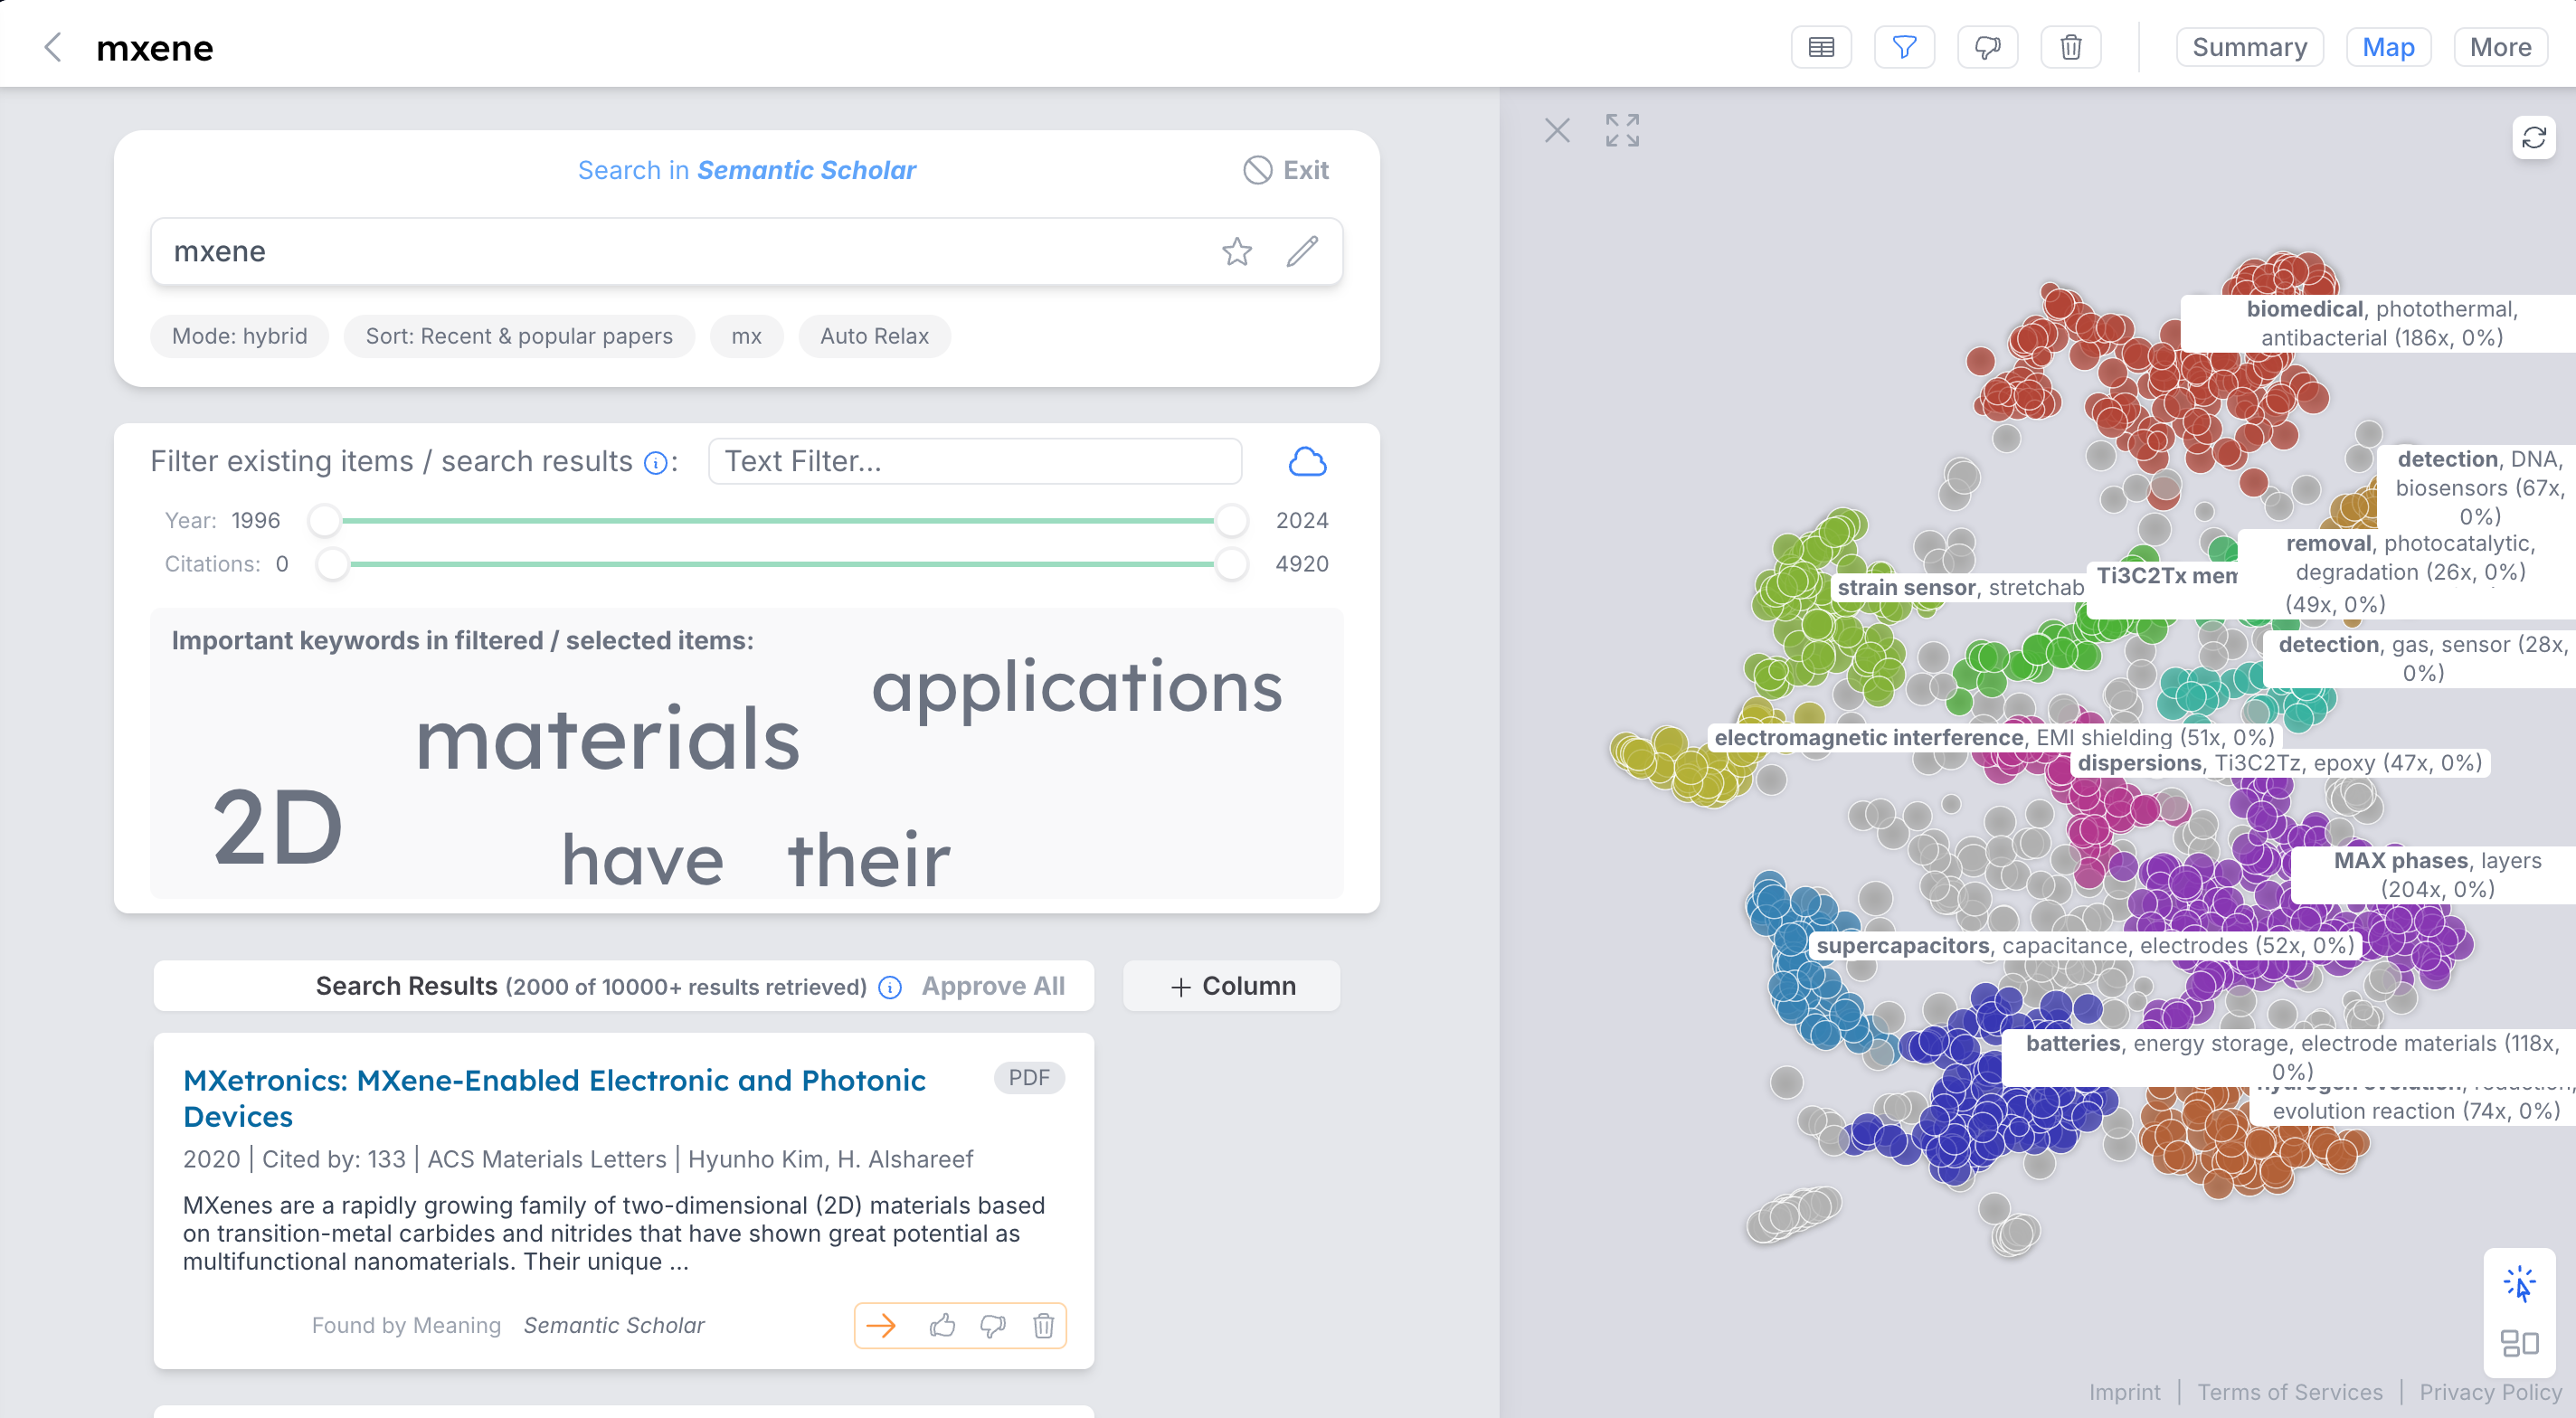 mxene
Summary
Map
More
Search in Semantic Scholar
Exit
mxene
Mode: hybrid
Sort: Recent & popular papers
mx
Auto Relax
Filter existing items / search results :
Text Filter...
Year: 1996
2024
Citations: 0
4920
Important keywords in filtered / selected items:
applications
materials
2D
have
their
Search Results (2000 of 10000+ results retrieved)
Approve All
+ Column
MXetronics: MXene-Enabled Electronic and Photonic
Devices
PDF
2020 | Cited by: 133 | ACS Materials Letters | Hyunho Kim, H. Alshareef
MXenes are a rapidly growing family of two-dimensional (2D) materials based
on transition-metal carbides and nitrides that have shown great potential as
multifunctional nanomaterials. Their unique ...
Found by Meaning
Semantic Scholar
biomedical, photothermal,
antibacterial (186x, 0%)
detection, DNA,
biosensors (67x,
0%)
removal, photocatalytic,
degradation (26x, 0%)
strain sensor, stretchab
Ti3C2Tx mem
(49x, 0%)
detection, gas, sensor (28x,
0%)
electromagnetic interference, EMI shielding (51x, 0%)
dispersions, Ti3C2Tz, epoxy (47x, 0%)
MAX phases, layers
(204x, 0%)
supercapacitors, capacitance, electrodes (52x, 0%)
batteries, energy storage, electrode materials (118x,
0%)
hydrogen evolution, reduction,
evolution reaction (74x, 0%)
Imprint | Terms of Services | Privacy Policy